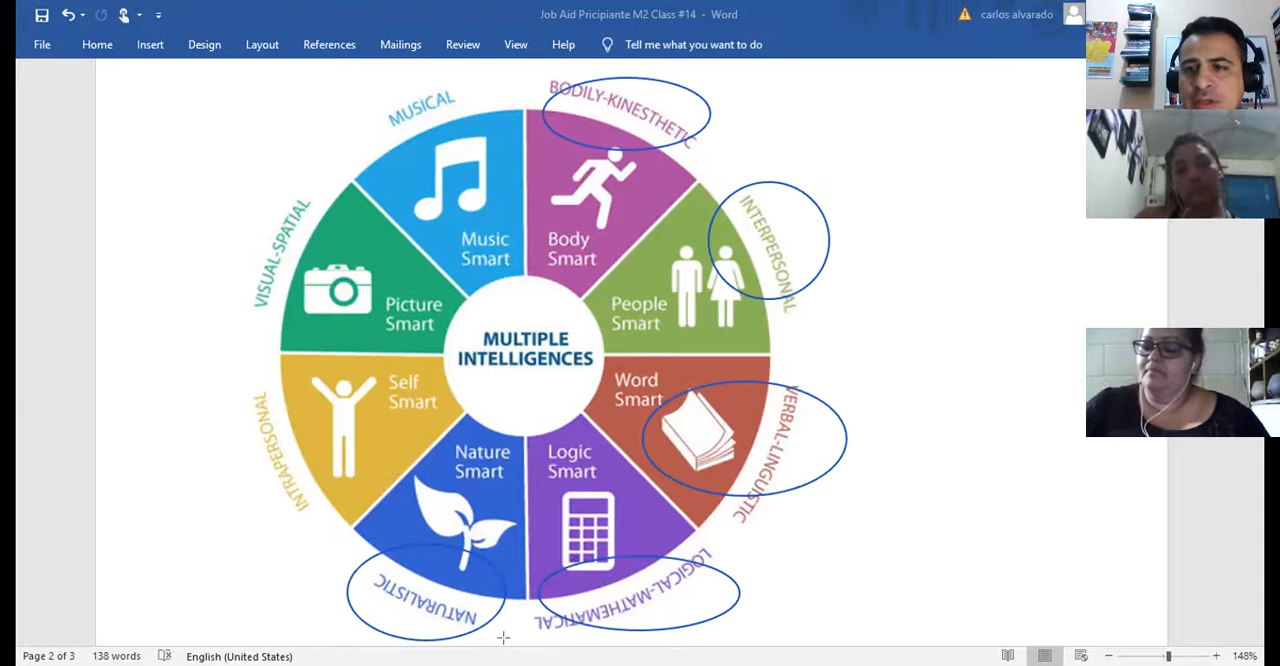 Job Aid Pricipiante M2 Class #14 - Word
carlos alvarado
File Home Insert Design Layout References Mailings Review View Help Tell me what you want to do
MUSICAL
BODILY-KINESTHETIC
VISUAL-SPATIAL
INTERPERSONAL
Music
Smart
Body
Smart
Picture
Smart
People
Smart
MULTIPLE
INTELLIGENCES
Self
Smart
Word
Smart
INTRAPERSONAL
VERBAL-LINGUISTIC
Nature
Smart
Logic
Smart
NATURALISTIC
LOGICAL-MATHEMATICAL
Page 2 of 3 138 words English (United States) 148%